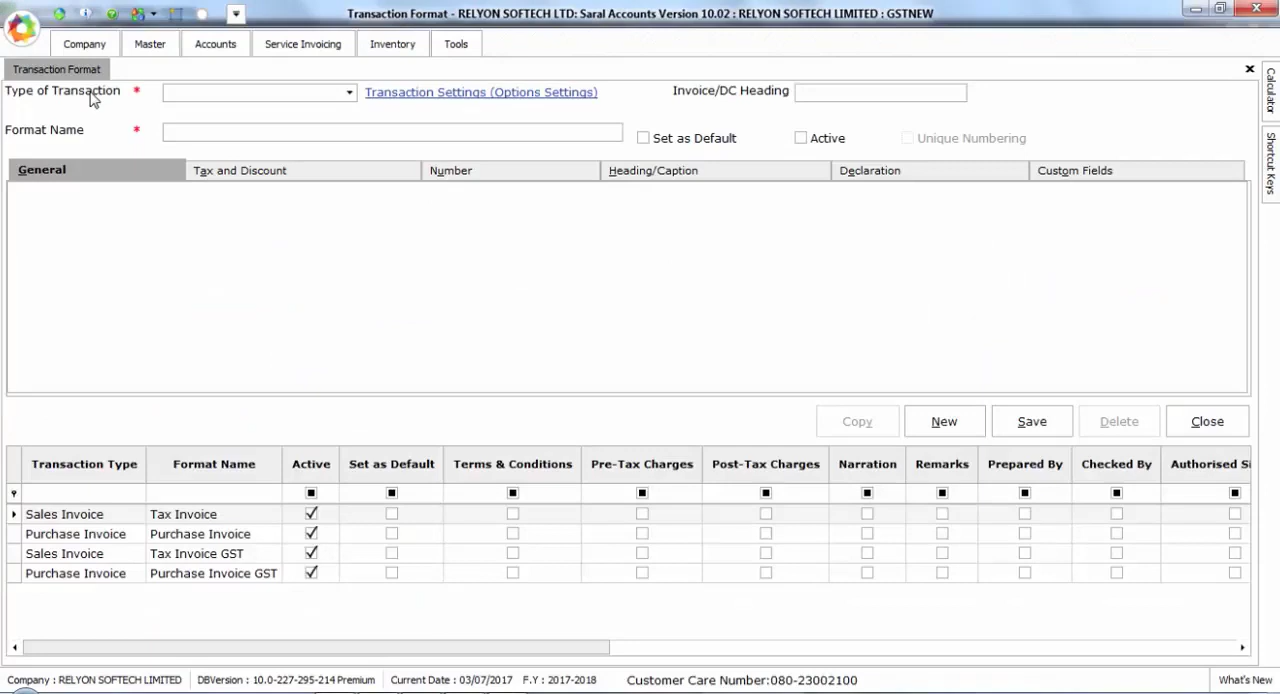 Transaction Format - RELYON SOFTECH LTD: Saral Accounts Version 10.02 : RELYON SOFTECH LIMITED : GSTNEW
Company Master Accounts Service Invoicing Inventory Tools
Transaction Format
Type of Transaction * Transaction Settings (Options Settings) Invoice/DC Heading
Format Name * Set as Default Active Unique Numbering
General Tax and Discount Number Heading/Caption Declaration Custom Fields
Copy New Save Delete Close
Transaction Type Format Name Active Set as Default Terms & Conditions Pre-Tax Charges Post-Tax Charges Narration Remarks Prepared By Checked By Authorised Si
Sales Invoice Tax Invoice
Purchase Invoice Purchase Invoice
Sales Invoice Tax Invoice GST
Purchase Invoice Purchase Invoice GST
Company : RELYON SOFTECH LIMITED DBVersion : 10.0-227-295-214 Premium Current Date : 03/07/2017 F.Y : 2017-2018 Customer Care Number:080-23002100 What's New
Calculator
Shortcut Keys